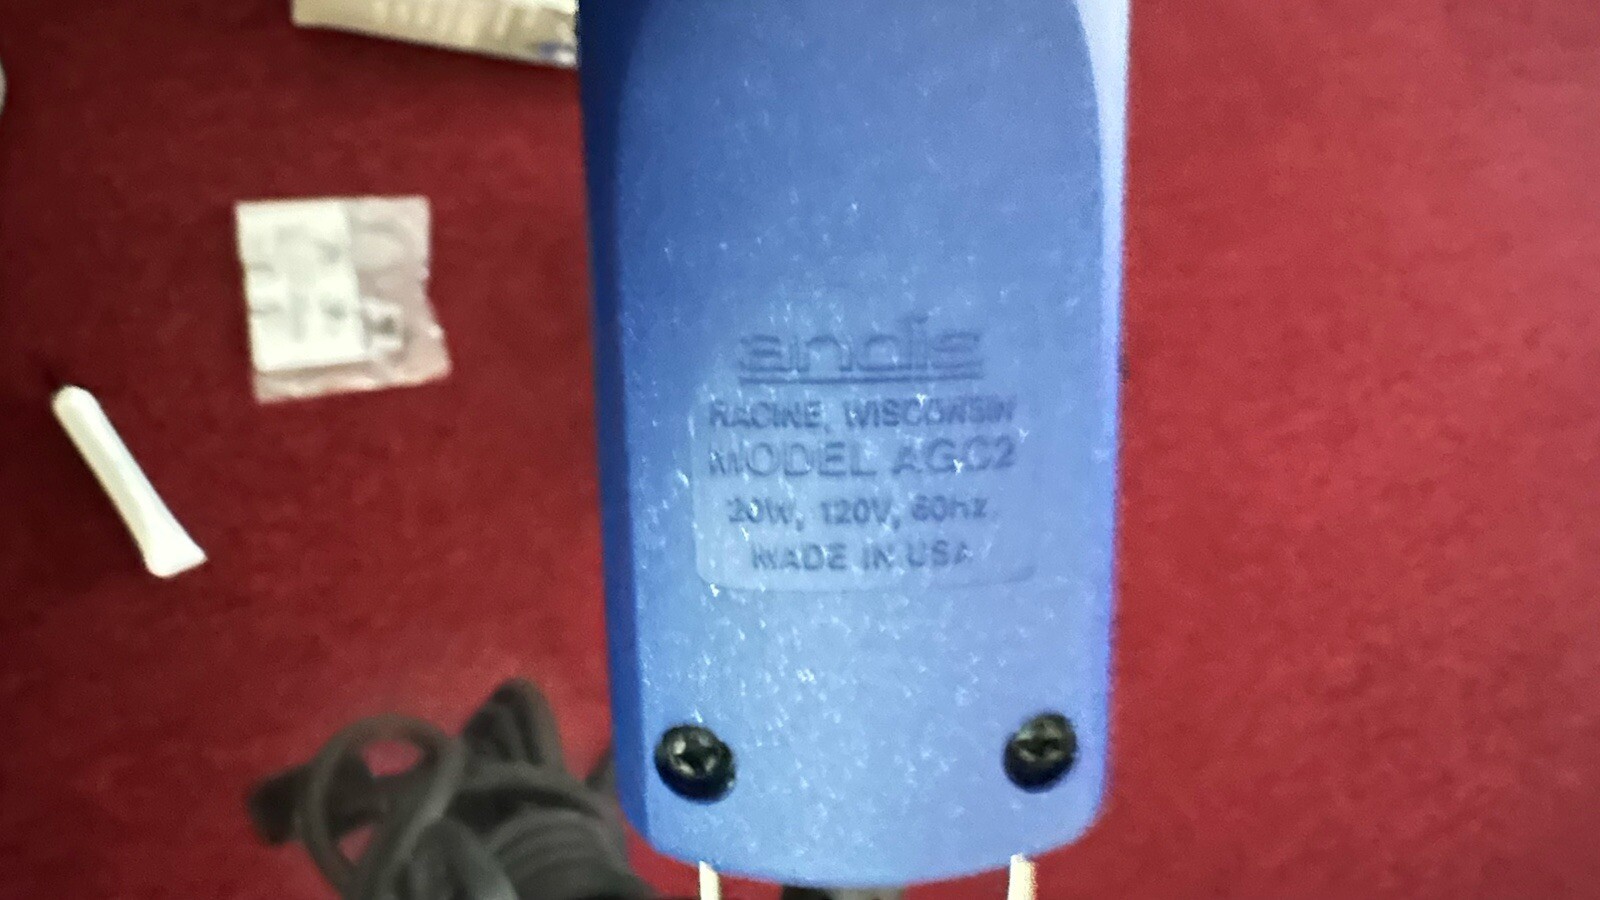 andis
RACINE, WISCONSIN
MODEL AGC2
20W, 120V, 60hz
MADE IN USA